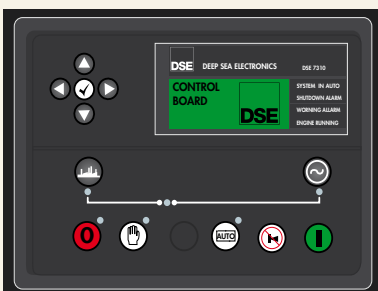 DSE DEEP SEA ELECTRONICS DSE 7310
CONTROL
BOARD
DSE
SYSTEM IN AUTO
SHUTDOWN ALARM
WORNING ALLARM
ENGINE RUNNING
0
AUTO